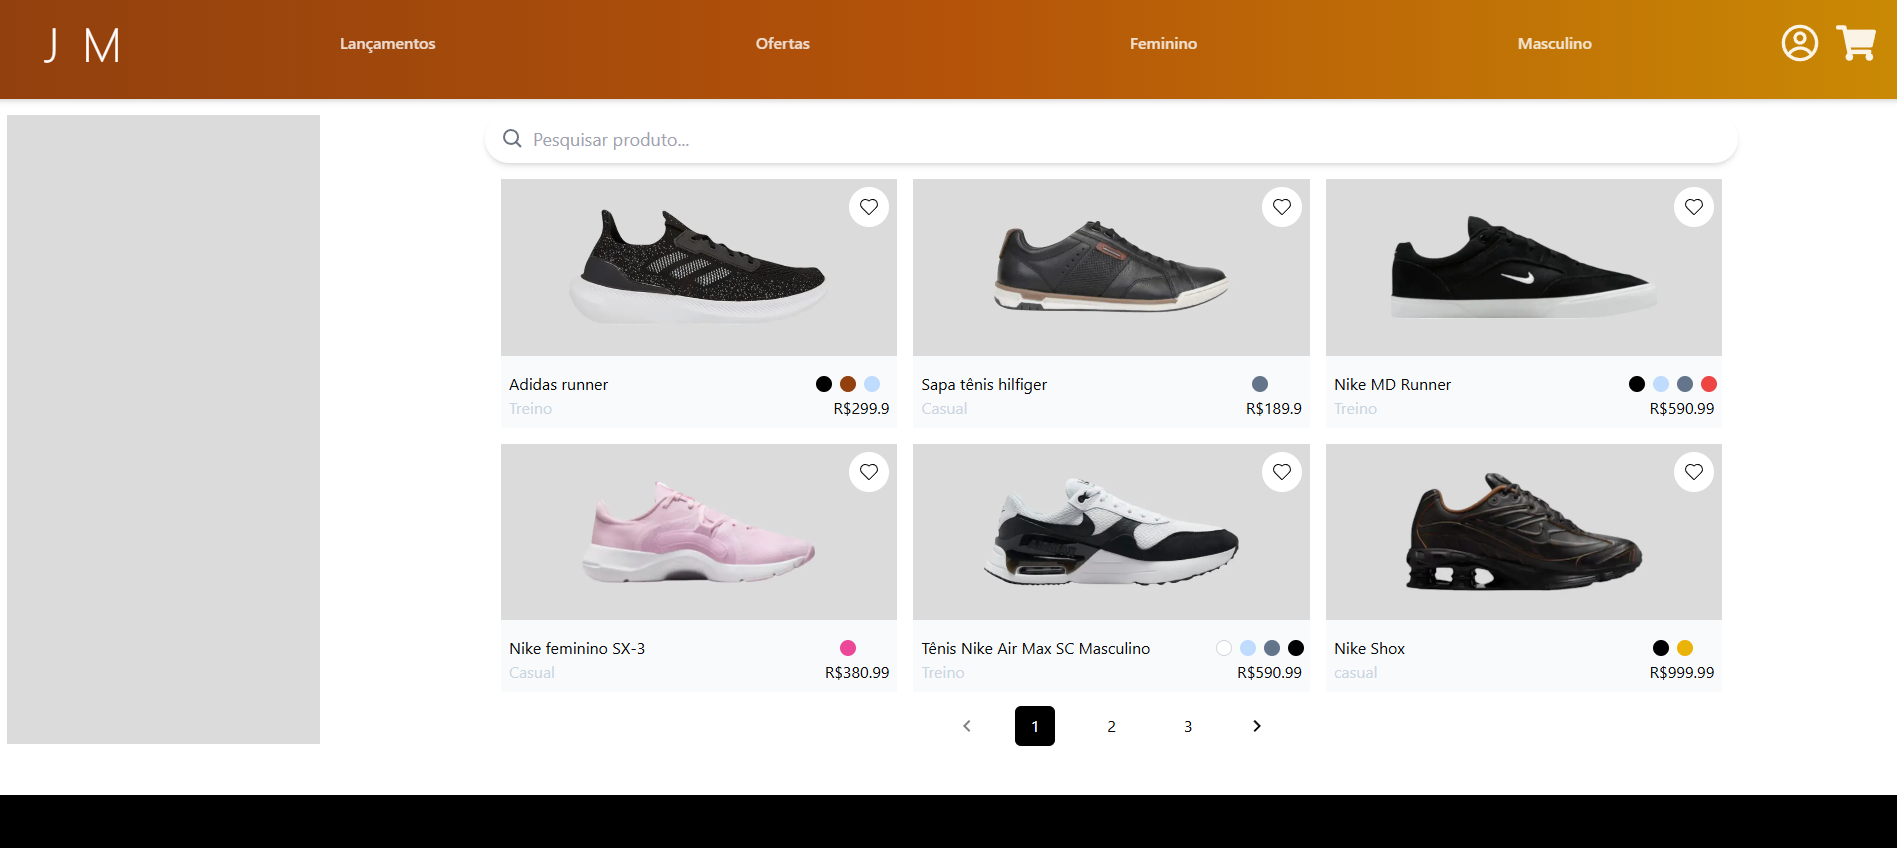 J M
Lançamentos
Ofertas
Feminino
Masculino
Pesquisar produto...
Adidas runner
Treino
R$299.9
Sapa tênis hilfiger
Casual
R$189.9
Nike MD Runner
Treino
R$590.99
Nike feminino SX-3
Casual
R$380.99
Tênis Nike Air Max SC Masculino
Treino
R$590.99
Nike Shox
casual
R$999.99
1
2
3